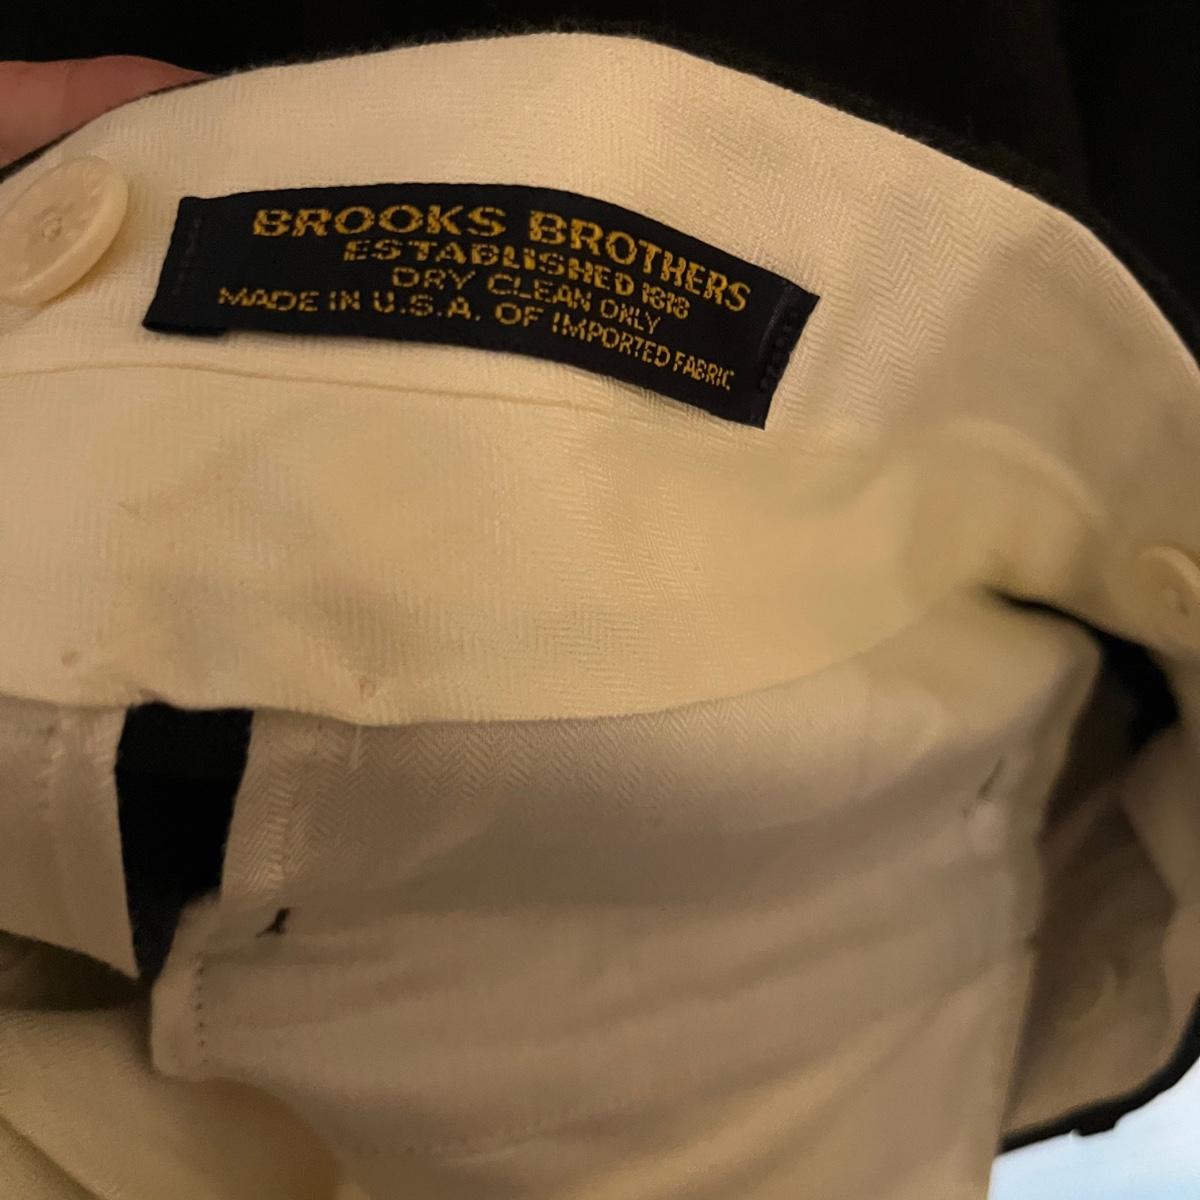 BROOKS BROTHERS
ESTABLISHED 1818
DRY CLEAN ONLY
MADE IN U.S.A. OF IMPORTED FABRIC